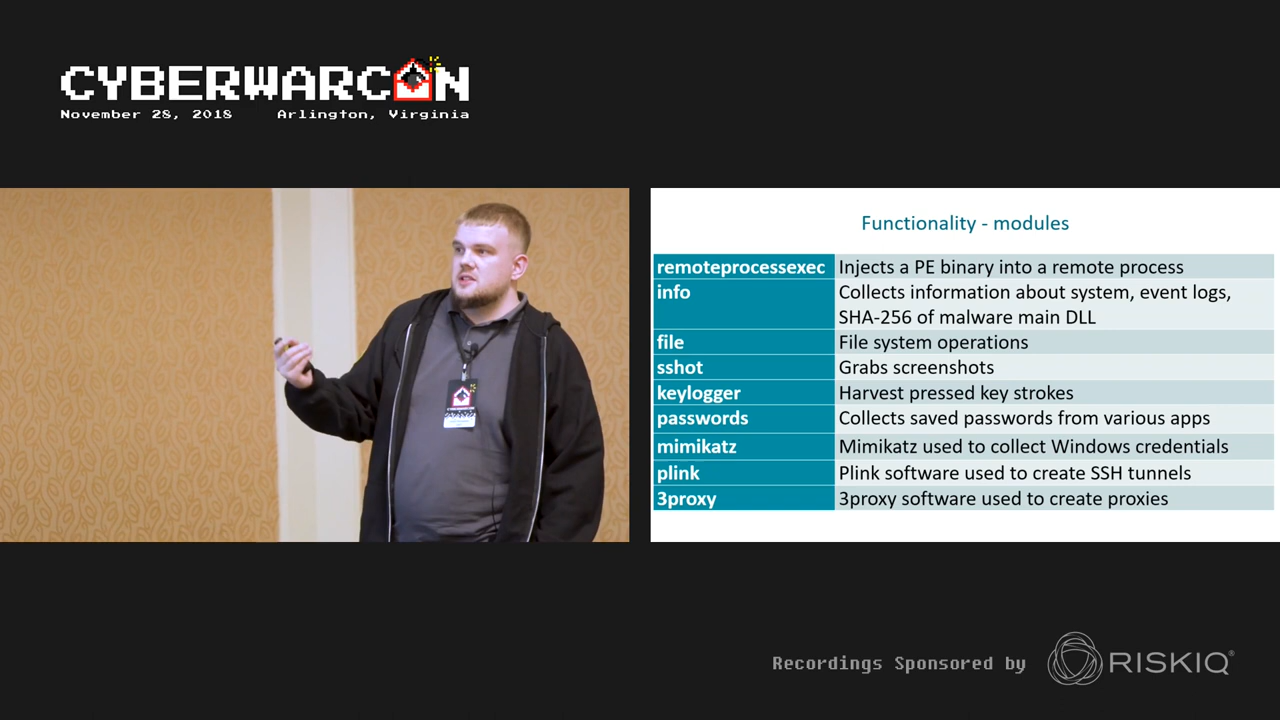 CYBERWARCON
November 28, 2018 Arlington, Virginia
Functionality - modules
remoteprocessexec Injects a PE binary into a remote process
info Collects information about system, event logs,
SHA-256 of malware main DLL
file File system operations
sshot Grabs screenshots
keylogger Harvest pressed key strokes
passwords Collects saved passwords from various apps
mimikatz Mimikatz used to collect Windows credentials
plink Plink software used to create SSH tunnels
3proxy 3proxy software used to create proxies
CYBERWARCON
Recordings Sponsored by RISKIQ®